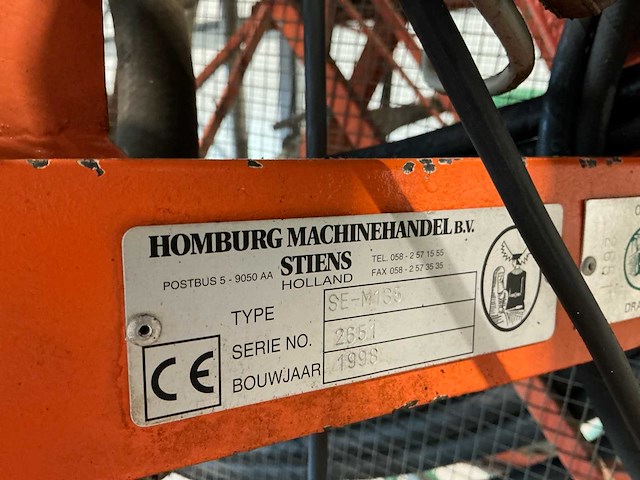 HOMBURG MACHINEHANDEL B.V.
STIENS
POSTBUS 5 - 9050 AA HOLLAND
TEL. 058 - 2 57 15 55
FAX 058 - 2 57 35 35
TYPE SE-M135
SERIE NO. 2651
BOUWJAAR 1998
CE